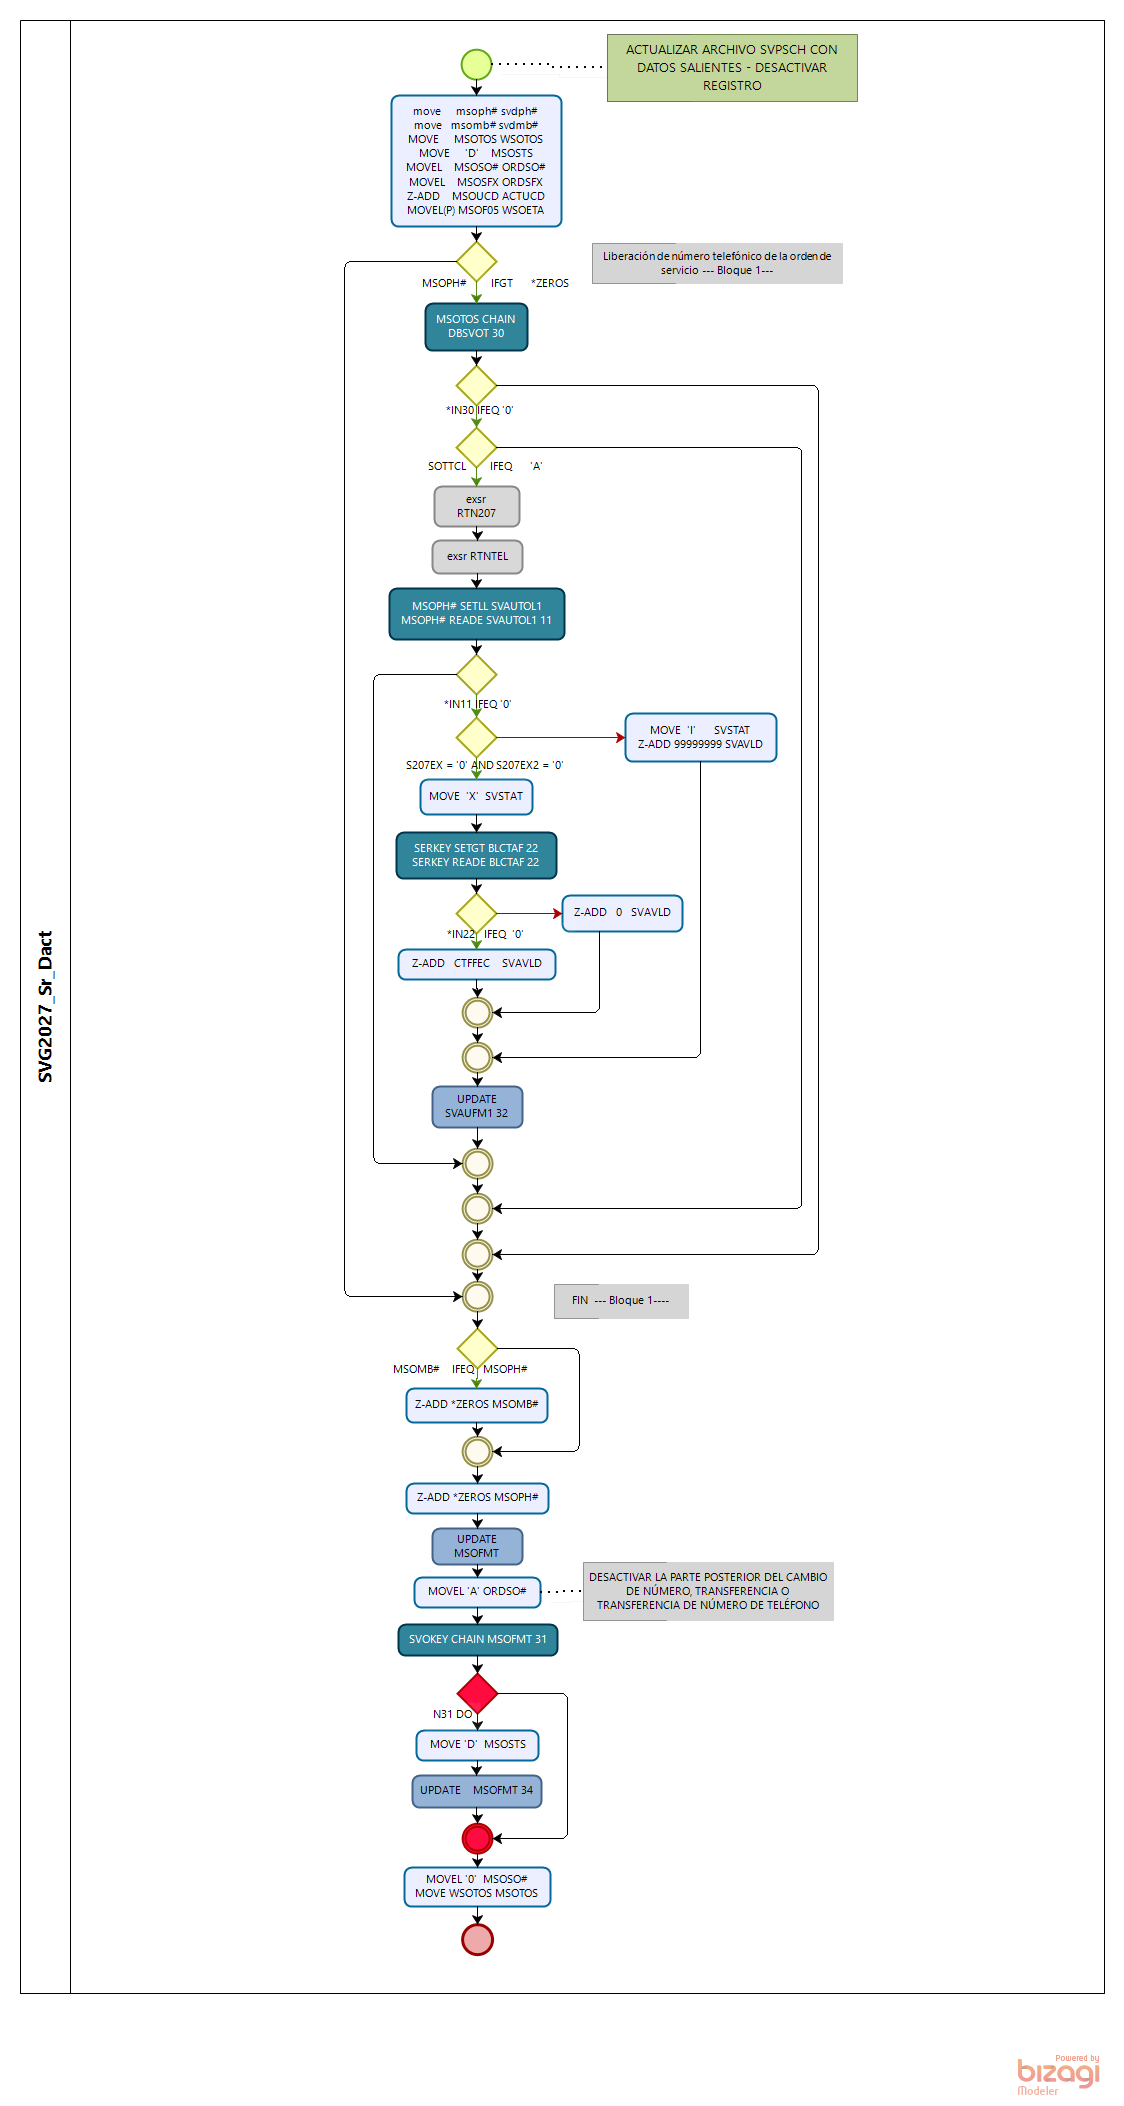 SVG2027_Sr_Dact
ACTUALIZAR ARCHIVO SVPSCH CON
DATOS SALIENTES - DESACTIVAR
REGISTRO
move msoph# svdph#
move msomb# svdmb#
MOVE MSOTOS WSOTOS
MOVE 'D' MSOSTS
MOVEL MSOSO# ORDSO#
MOVEL MSOSFX ORDSFX
Z-ADD MSOUCD ACTUCD
MOVEL(P) MSOF05 WSOETA
Liberación de número telefónico de la orden de
servicio --- Bloque 1---
MSOPH# IFGT *ZEROS
MSOTOS CHAIN
DBSVOT 30
*IN30 IFEQ '0'
SOTTCL IFEQ 'A'
exsr
RTN207
exsr RTNTEL
MSOPH# SETLL SVAUTOL1
MSOPH# READE SVAUTOL1 11
*IN11 IFEQ '0'
MOVE 'I' SVSTAT
Z-ADD 99999999 SVAVLD
S207EX = '0' AND S207EX2 = '0'
MOVE 'X' SVSTAT
SERKEY SETGT BLCTAF 22
SERKEY READE BLCTAF 22
Z-ADD 0 SVAVLD
*IN22 IFEQ '0'
Z-ADD CTFFEC SVAVLD
UPDATE
SVAUFM1 32
FIN --- Bloque 1----
MSOMB# IFEQ MSOPH#
Z-ADD *ZEROS MSOMB#
Z-ADD *ZEROS MSOPH#
UPDATE
MSOFMT
MOVEL 'A' ORDSO#
DESACTIVAR LA PARTE POSTERIOR DEL CAMBIO
DE NÚMERO, TRANSFERENCIA O
TRANSFERENCIA DE NÚMERO DE TELÉFONO
SVOKEY CHAIN MSOFMT 31
N31 DO
MOVE 'D' MSOSTS
UPDATE MSOFMT 34
MOVEL '0' MSOSO#
MOVE WSOTOS MSOTOS
Powered by
bizagi
Modeler